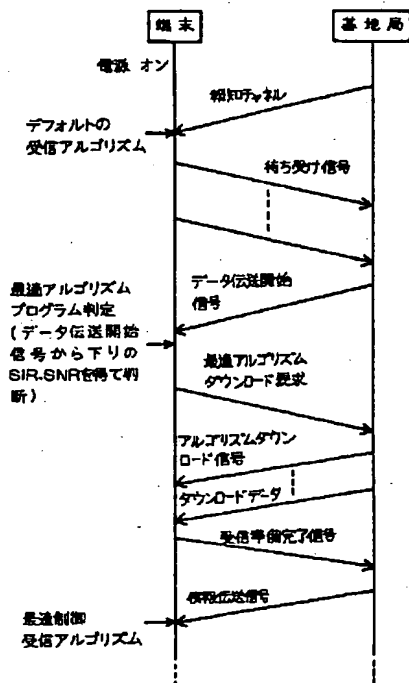 端末
基地局
電源 オン
報知チャネル
デフォルトの
受信アルゴリズム
待ち受け信号
データ伝送開始
信号
最適アルゴリズム
プログラム判定
(データ伝送開始
信号から下りの
SIR、SNRを得て判
断)
最適アルゴリズム
ダウンロード要求
アルゴリズムダウン
ロード信号
ダウンロードデータ
受信準備完了信号
情報伝送信号
最適制御
受信アルゴリズム